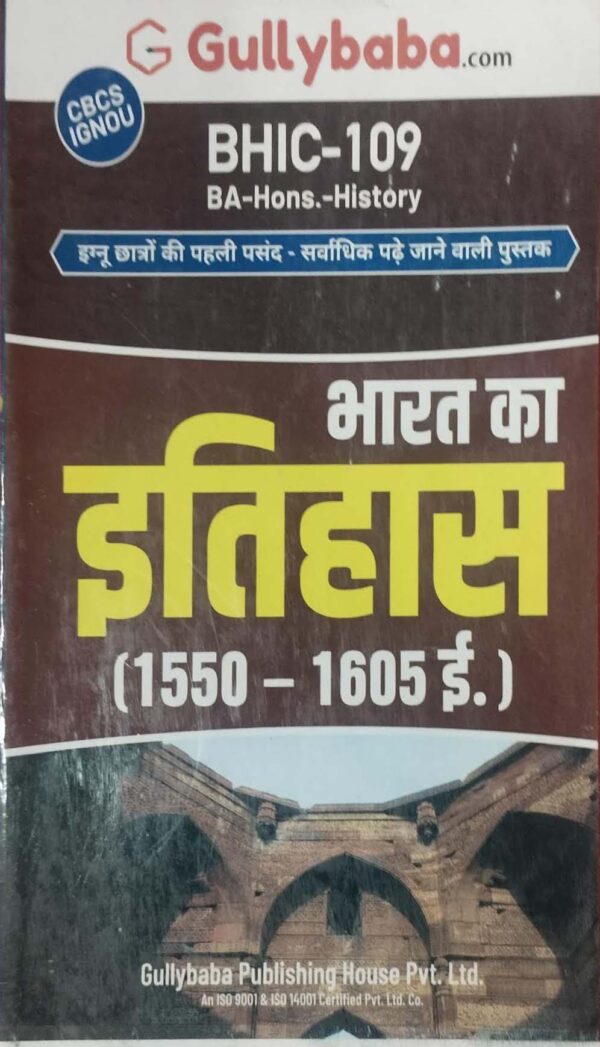 Gullybaba.com
CBCS
IGNOU
BHIC-109
BA-Hons.-History
इग्नू छात्रों की पहली पसंद - सर्वाधिक पढ़े जाने वाली पुस्तक
भारत का
इतिहास
(1550 – 1605 ई.)
Gullybaba Publishing House Pvt. Ltd.
An ISO 9001 & ISO 14001 Certified Pvt. Ltd. Co.